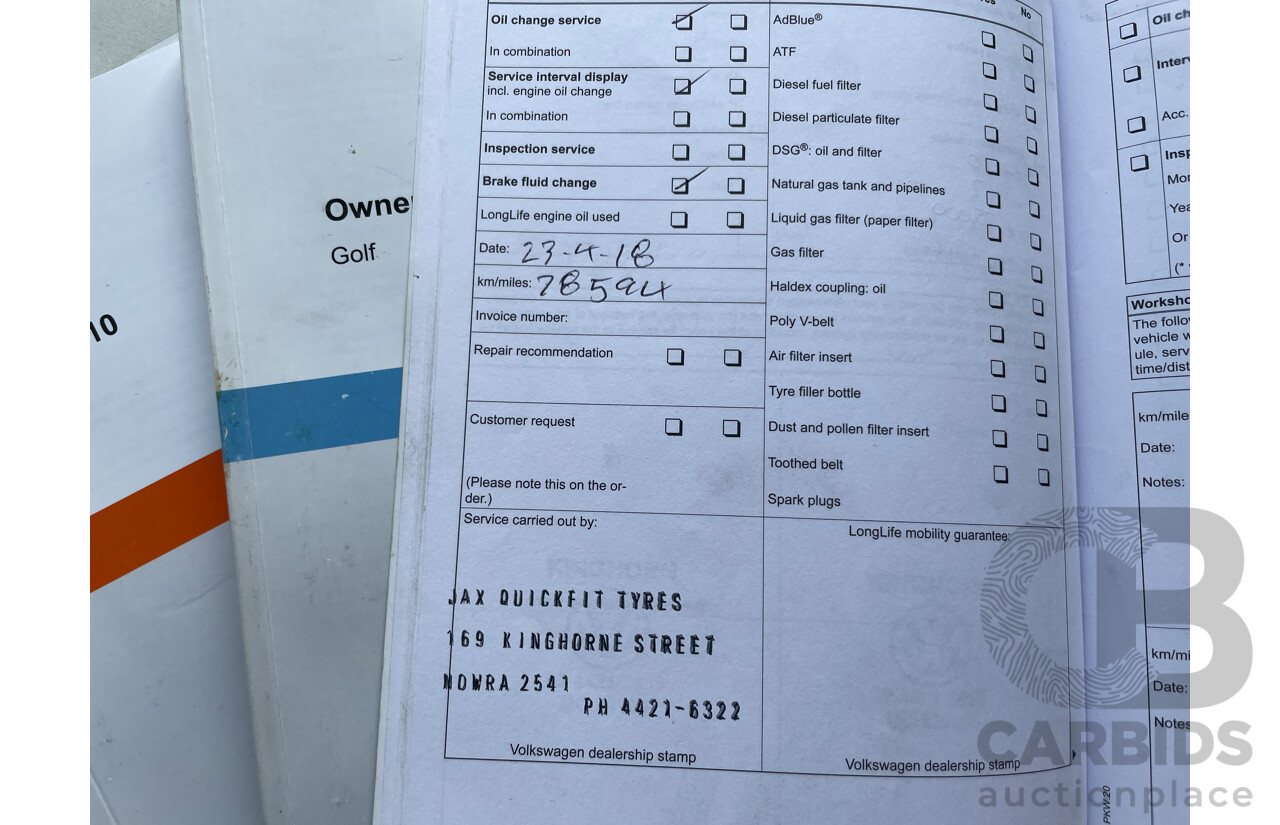 10
Owne
Golf
Yes No
Oil change service
In combination
Service interval display
incl. engine oil change
In combination
Inspection service
Brake fluid change
LongLife engine oil used
Date: 23-4-18
km/miles: 78594
Invoice number:
Repair recommendation
Customer request
(Please note this on the or-
der.)
Service carried out by:
JAX QUICKFIT TYRES
169 KINGHORNE STREET
NOWRA 2541
PH 4421-6322
Volkswagen dealership stamp
AdBlue®
ATF
Diesel fuel filter
Diesel particulate filter
DSG®: oil and filter
Natural gas tank and pipelines
Liquid gas filter (paper filter)
Gas filter
Haldex coupling: oil
Poly V-belt
Air filter insert
Tyre filler bottle
Dust and pollen filter insert
Toothed belt
Spark plugs
LongLife mobility guarantee:
Volkswagen dealership stamp
PKW.20
Oil ch
Interv
Acc.
Insp
Mor
Yea
Or
(*
Worksho
The follo
vehicle w
ule, serv
time/dist
km/mile
Date:
Notes:
km/mi
Date:
Notes
CARBIDS
auctionplace